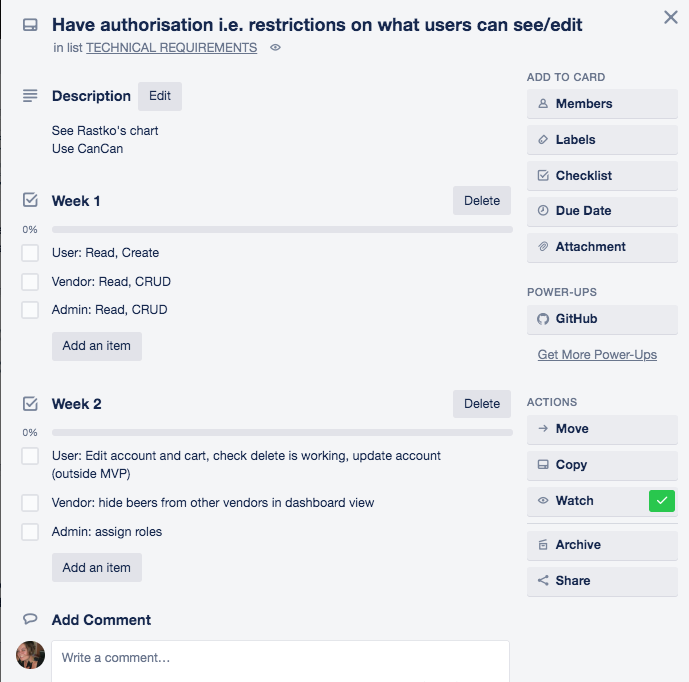 Have authorisation i.e. restrictions on what users can see/edit
in list TECHNICAL REQUIREMENTS
Description
Edit
See Rastko's chart
Use CanCan
Week 1
Delete
0%
User: Read, Create
Vendor: Read, CRUD
Admin: Read, CRUD
Add an item
Week 2
Delete
0%
User: Edit account and cart, check delete is working, update account
(outside MVP)
Vendor: hide beers from other vendors in dashboard view
Admin: assign roles
Add an item
Add Comment
Write a comment…
ADD TO CARD
Members
Labels
Checklist
Due Date
Attachment
POWER-UPS
GitHub
Get More Power-Ups
ACTIONS
Move
Copy
Watch
Archive
Share